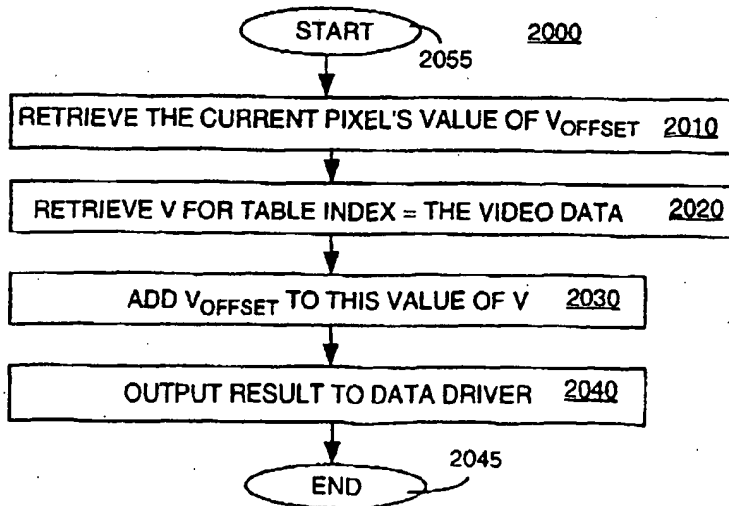 START 2000
2055
RETRIEVE THE CURRENT PIXEL'S VALUE OF VOFFSET 2010
RETRIEVE V FOR TABLE INDEX = THE VIDEO DATA 2020
ADD VOFFSET TO THIS VALUE OF V 2030
OUTPUT RESULT TO DATA DRIVER 2040
2045
END